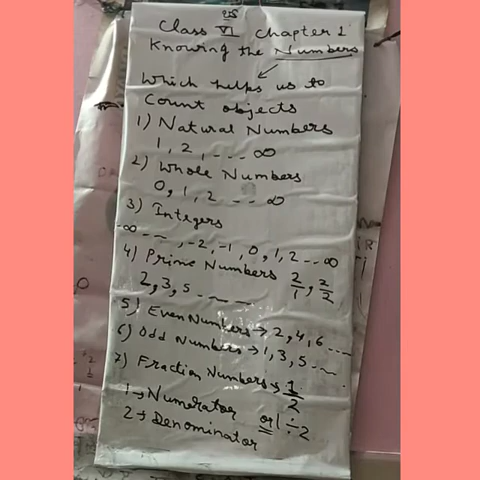 Class VI Chapter 1
Knowing the Numbers
Which helps us to
Count objects
1) Natural Numbers
1, 2, --- ∞
2) Whole Numbers
0, 1, 2 --- ∞
3) Integers
-∞ ---, -2, -1, 0, 1, 2 -- ∞
4) Prime Numbers 2/1, 2/2
2, 3, 5 ----
5) Even Numbers → 2, 4, 6 ----
6) Odd Numbers → 1, 3, 5 ----
7) Fraction Numbers → 1/2
1 → Numerator or 1÷2
2 → Denominator